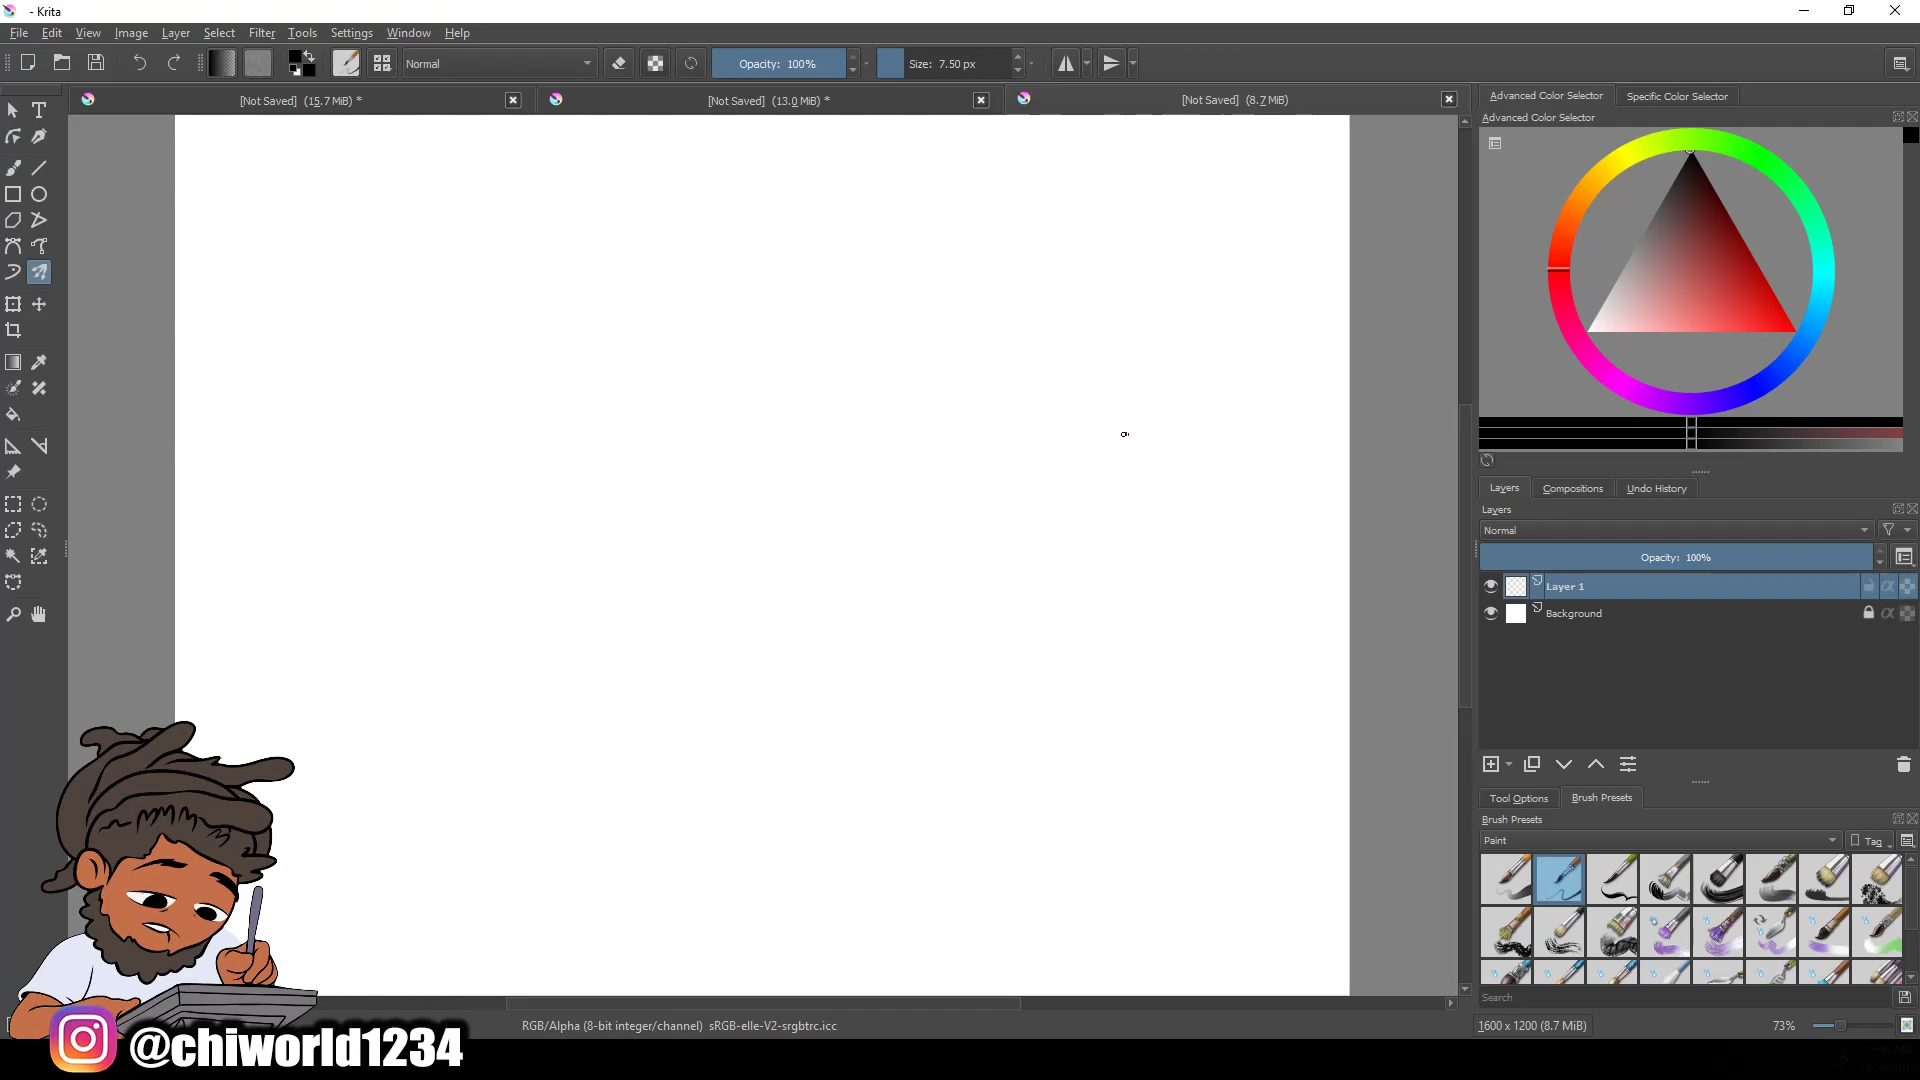 - Krita
File Edit View Image Layer Select Filter Tools Settings Window Help
Normal Opacity: 100% Size: 7.50 px
[Not Saved] (15.7 MiB) * [Not Saved] (13.0 MiB) * [Not Saved] (8.7 MiB)
Advanced Color Selector Specific Color Selector
Advanced Color Selector
Layers Compositions Undo History
Layers
Normal
Opacity: 100%
Layer 1
Background
Tool Options Brush Presets
Brush Presets
Paint Tag
Search
RGB/Alpha (8-bit integer/channel) sRGB-elle-V2-srgbtrc.icc 1600 x 1200 (8.7 MiB) 73%
@chiworld1234